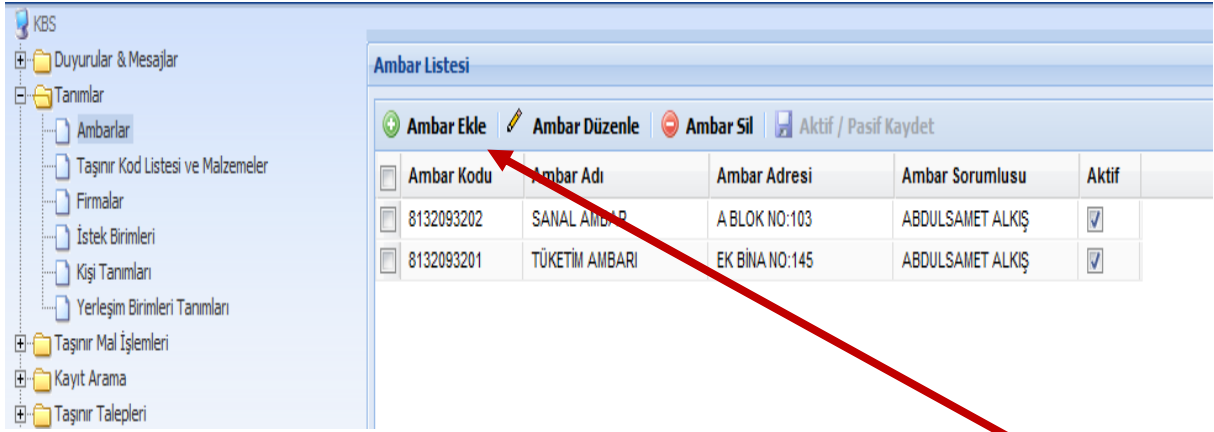 KBS
Duyurular & Mesajlar
Tanımlar
Ambarlar
Taşınır Kod Listesi ve Malzemeler
Firmalar
İstek Birimleri
Kişi Tanımları
Yerleşim Birimleri Tanımları
Taşınır Mal İşlemleri
Kayıt Arama
Taşınır Talepleri
Ambar Listesi
Ambar Ekle Ambar Düzenle Ambar Sil Aktif / Pasif Kaydet
Ambar Kodu Ambar Adı Ambar Adresi Ambar Sorumlusu Aktif
8132093202 SANAL AMBAR A BLOK NO:103 ABDULSAMET ALKIŞ
8132093201 TÜKETİM AMBARI EK BİNA NO:145 ABDULSAMET ALKIŞ